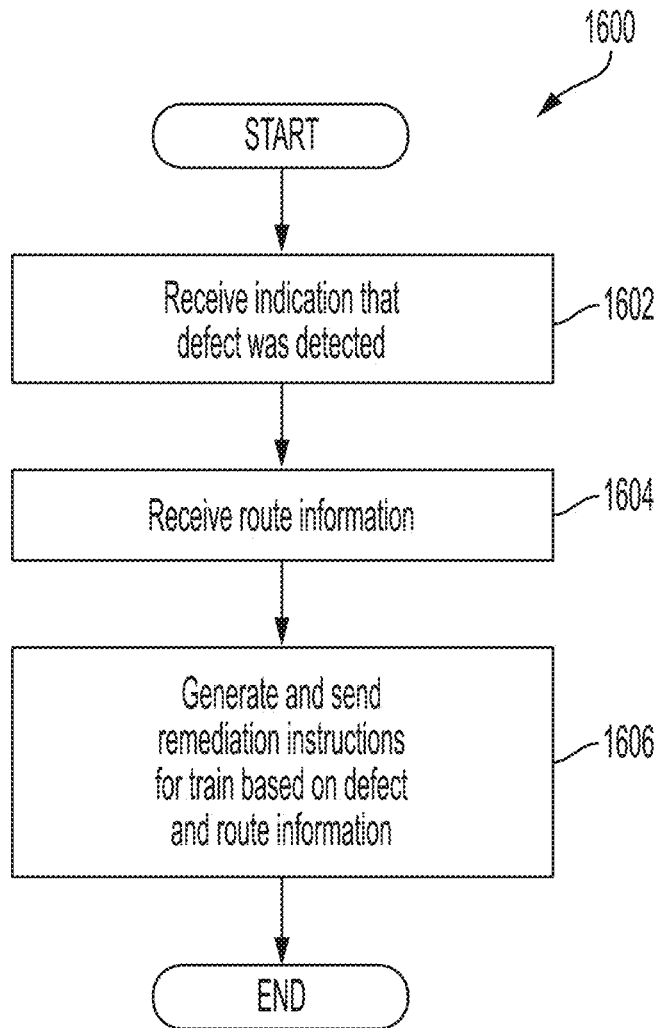 1600
START
Receive indication that
defect was detected
1602
Receive route information
1604
Generate and send
remediation instructions
for train based on defect
and route information
1606
END